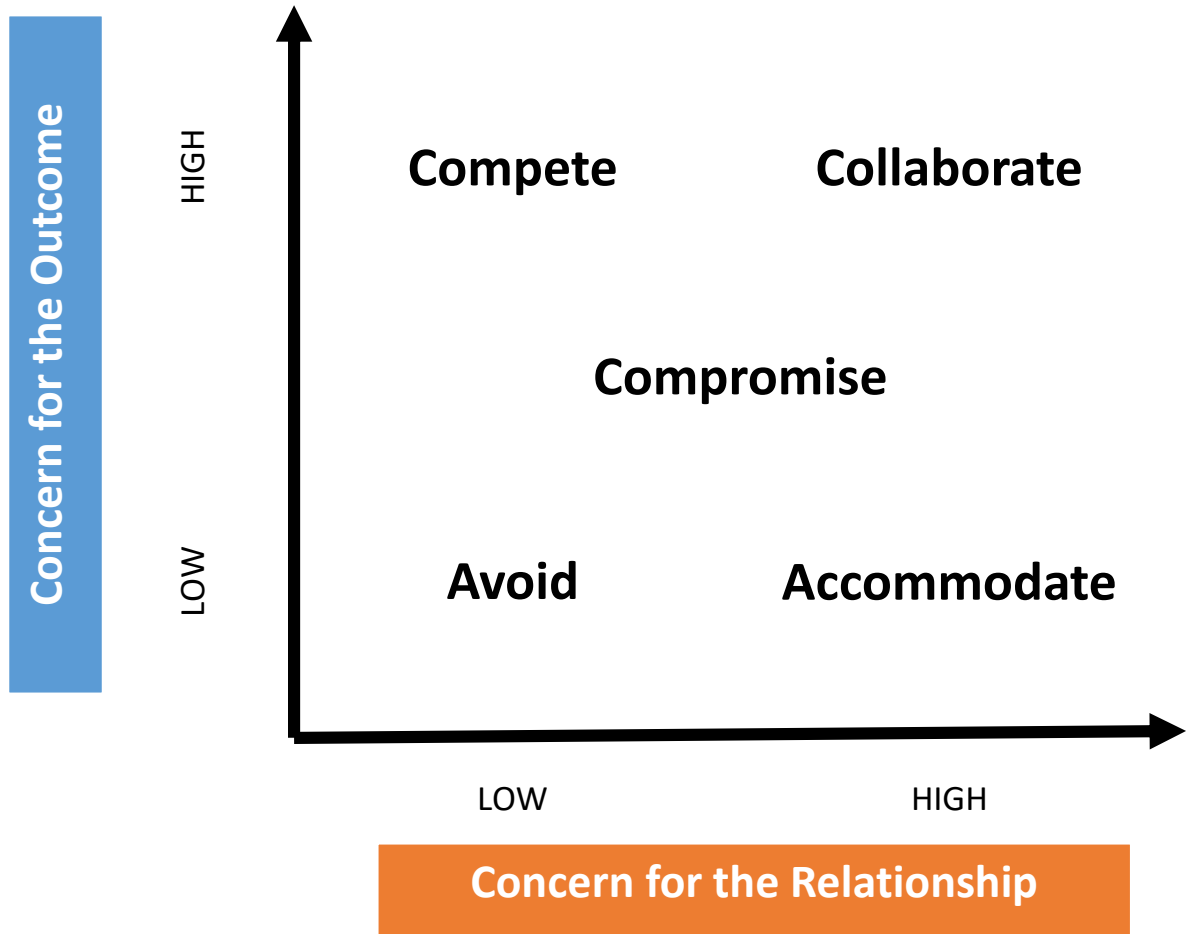 Concern for the Outcome
HIGH
LOW
Compete
Collaborate
Compromise
Avoid
Accommodate
LOW
HIGH
Concern for the Relationship